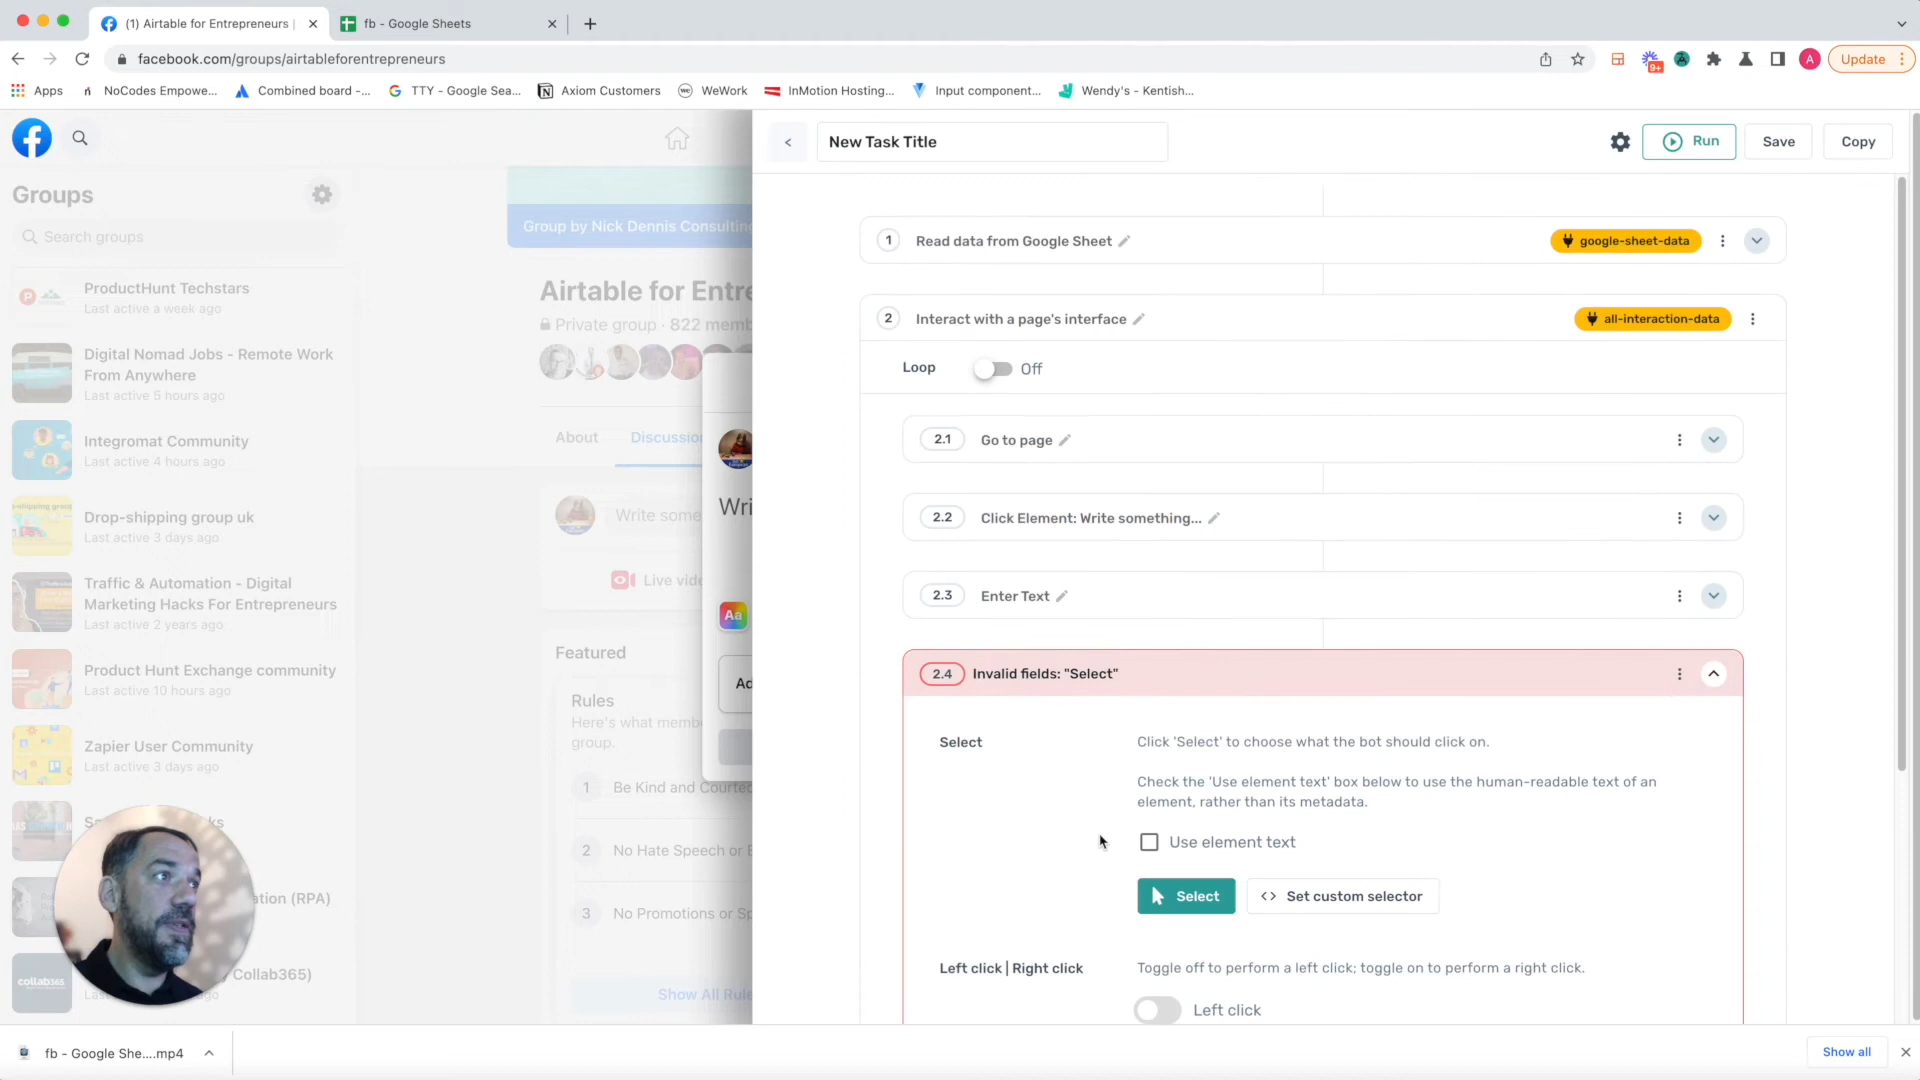 (1) Airtable for Entrepreneurs |
fb - Google Sheets
facebook.com/groups/airtableforentrepreneurs
9+
A
Update
Apps
NoCodes Empowe...
Combined board -...
TTY - Google Sea...
Axiom Customers
WeWork
InMotion Hosting...
Input component...
Wendy's - Kentish...
Groups
Search groups
ProductHunt Techstars
Last active a week ago
Digital Nomad Jobs - Remote Work
From Anywhere
Last active 5 hours ago
Integromat Community
Last active 4 hours ago
Drop-shipping group uk
Last active 3 days ago
Traffic & Automation - Digital
Marketing Hacks For Entrepreneurs
Last active 2 years ago
Product Hunt Exchange community
Last active 10 hours ago
Zapier User Community
Last active 3 days ago
ation (RPA)
Collab365)
collab365
Group by Nick Dennis Consulting
Airtable for Entre
Private group · 822 memb
About
Discussion
Write some
Live vide
Featured
Rules
Here's what memb
group.
1 Be Kind and Courteo
2 No Hate Speech or B
3 No Promotions or Sp
Show All Rule
Wri
Aa
Ad
<
New Task Title
Run
Save
Copy
1 Read data from Google Sheet
google-sheet-data
2 Interact with a page's interface
all-interaction-data
Loop
Off
2.1 Go to page
2.2 Click Element: Write something...
2.3 Enter Text
2.4 Invalid fields: "Select"
Select
Click 'Select' to choose what the bot should click on.
Check the 'Use element text' box below to use the human-readable text of an
element, rather than its metadata.
Use element text
Select
<> Set custom selector
Left click | Right click
Toggle off to perform a left click; toggle on to perform a right click.
Left click
fb - Google She....mp4
Show all